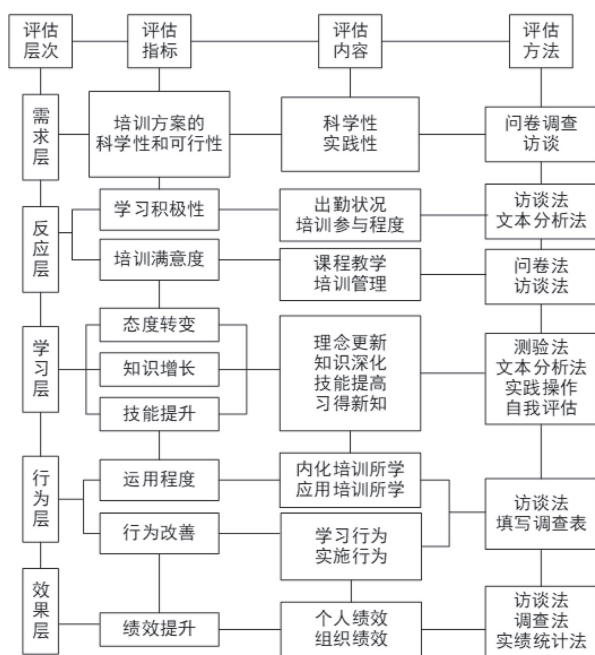 评估
层次
评估
指标
评估
内容
评估
方法
需求层
培训方案的
科学性和可行性
科学性
实践性
问卷调查
访谈
反应层
学习积极性
出勤状况
培训参与程度
访谈法
文本分析法
培训满意度
课程教学
培训管理
问卷法
访谈法
学习层
态度转变
知识增长
技能提升
理念更新
知识深化
技能提高
习得新知
测验法
文本分析法
实践操作
自我评估
行为层
运用程度
内化培训所学
应用培训所学
行为改善
学习行为
实施行为
访谈法
填写调查表
效果层
绩效提升
个人绩效
组织绩效
访谈法
调查法
实绩统计法